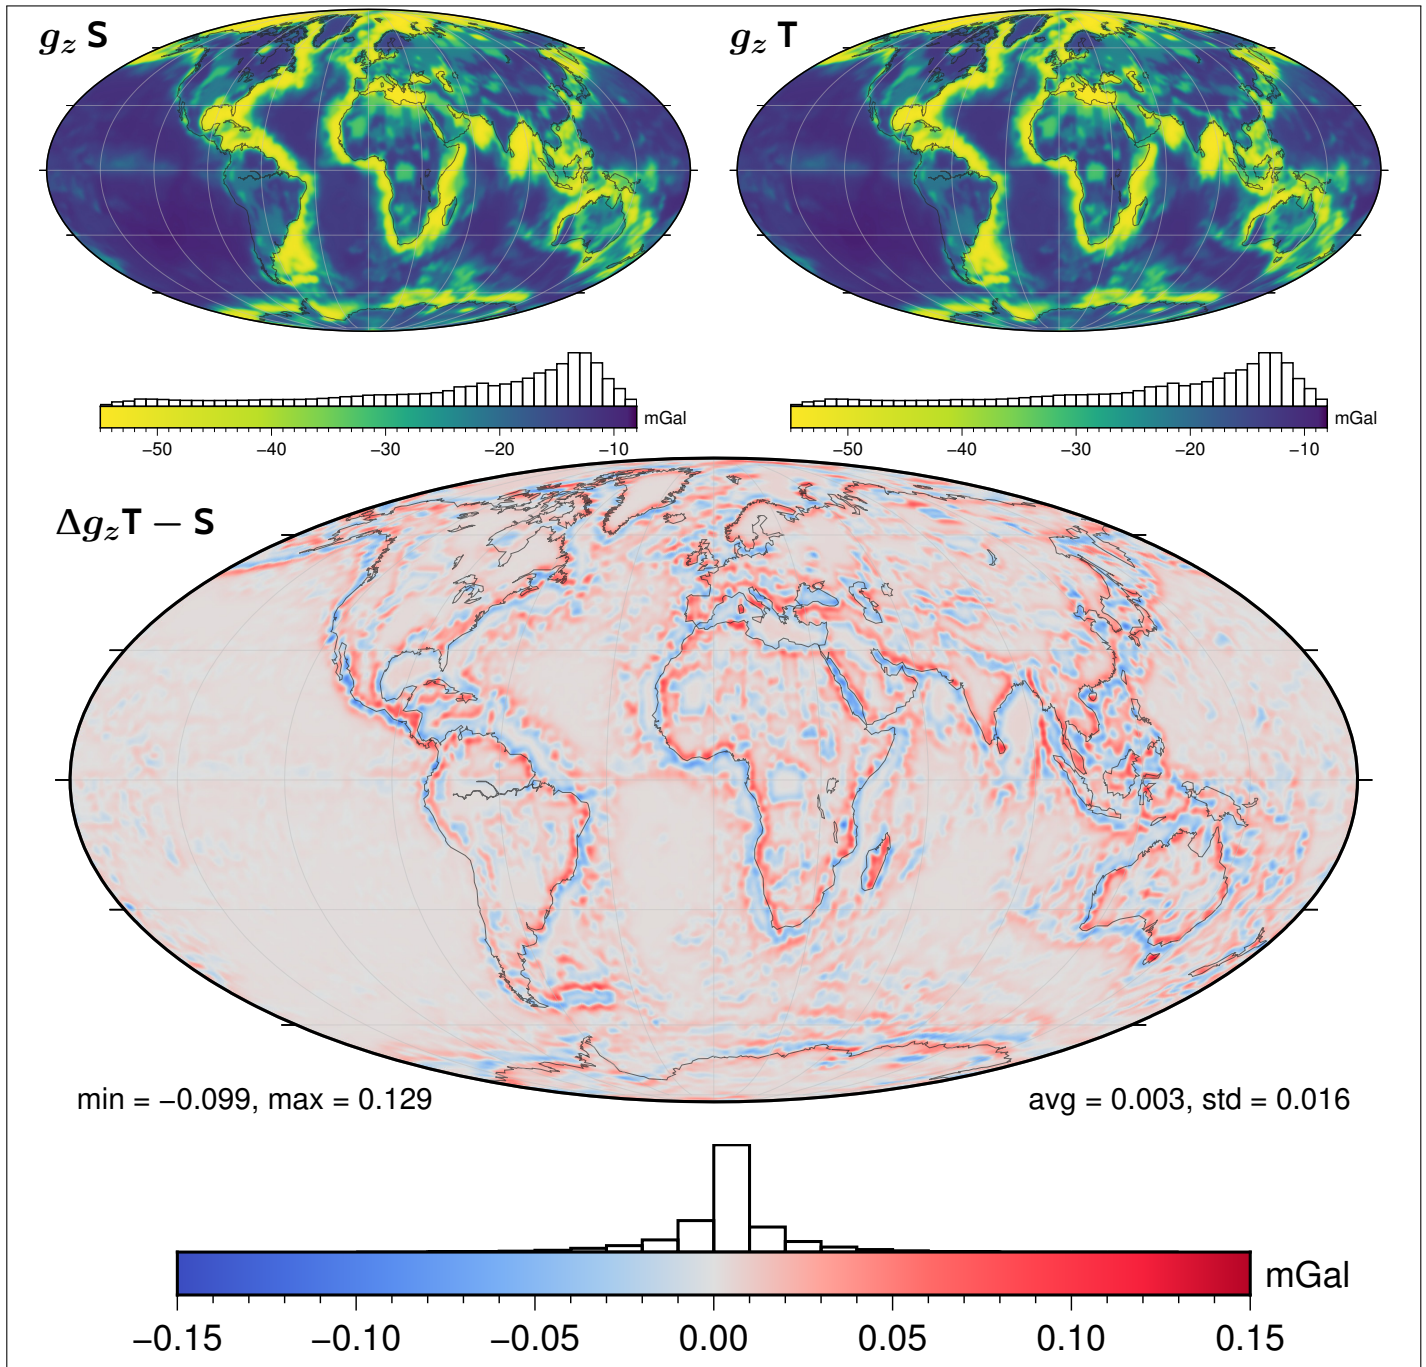 g_z S
g_z T
mGal
−50 −40 −30 −20 −10
mGal
−50 −40 −30 −20 −10
Δg_zT − S
min = −0.099, max = 0.129
avg = 0.003, std = 0.016
mGal
−0.15 −0.10 −0.05 0.00 0.05 0.10 0.15